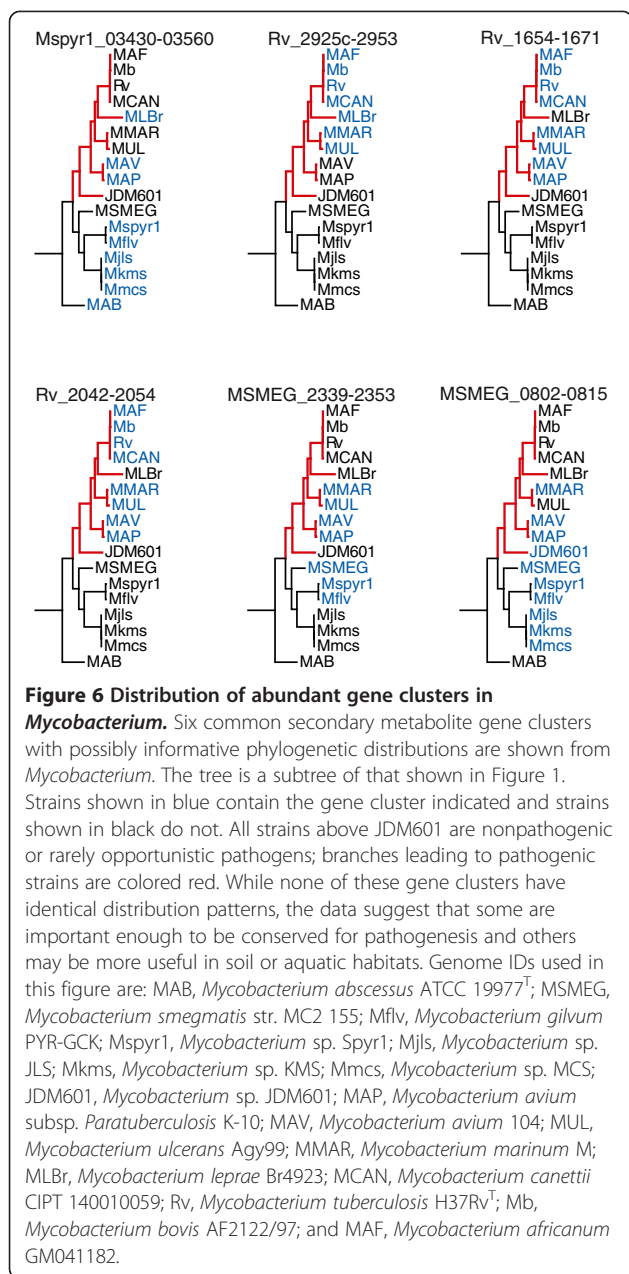 Mspyr1_03430-03560
MAF
Mb
Rv
MCAN
MLBr
MMAR
MUL
MAV
MAP
JDM601
MSMEG
Mspyr1
Mflv
Mjls
Mkms
Mmcs
MAB
Rv_2925c-2953
MAF
Mb
Rv
MCAN
MLBr
MMAR
MUL
MAV
MAP
JDM601
MSMEG
Mspyr1
Mflv
Mjls
Mkms
Mmcs
MAB
Rv_1654-1671
MAF
Mb
Rv
MCAN
MLBr
MMAR
MUL
MAV
MAP
JDM601
MSMEG
Mspyr1
Mflv
Mjls
Mkms
Mmcs
MAB
Rv_2042-2054
MAF
Mb
Rv
MCAN
MLBr
MMAR
MUL
MAV
MAP
JDM601
MSMEG
Mspyr1
Mflv
Mjls
Mkms
Mmcs
MAB
MSMEG_2339-2353
MAF
Mb
Rv
MCAN
MLBr
MMAR
MUL
MAV
MAP
JDM601
MSMEG
Mspyr1
Mflv
Mjls
Mkms
Mmcs
MAB
MSMEG_0802-0815
MAF
Mb
Rv
MCAN
MLBr
MMAR
MUL
MAV
MAP
JDM601
MSMEG
Mspyr1
Mflv
Mjls
Mkms
Mmcs
MAB
Figure 6 Distribution of abundant gene clusters in
Mycobacterium. Six common secondary metabolite gene clusters
with possibly informative phylogenetic distributions are shown from
Mycobacterium. The tree is a subtree of that shown in Figure 1.
Strains shown in blue contain the gene cluster indicated and strains
shown in black do not. All strains above JDM601 are nonpathogenic
or rarely opportunistic pathogens; branches leading to pathogenic
strains are colored red. While none of these gene clusters have
identical distribution patterns, the data suggest that some are
important enough to be conserved for pathogenesis and others
may be more useful in soil or aquatic habitats. Genome IDs used in
this figure are: MAB, Mycobacterium abscessus ATCC 19977T; MSMEG,
Mycobacterium smegmatis str. MC2 155; Mflv, Mycobacterium gilvum
PYR-GCK; Mspyr1, Mycobacterium sp. Spyr1; Mjls, Mycobacterium sp.
JLS; Mkms, Mycobacterium sp. KMS; Mmcs, Mycobacterium sp. MCS;
JDM601, Mycobacterium sp. JDM601; MAP, Mycobacterium avium
subsp. Paratuberculosis K-10; MAV, Mycobacterium avium 104; MUL,
Mycobacterium ulcerans Agy99; MMAR, Mycobacterium marinum M;
MLBr, Mycobacterium leprae Br4923; MCAN, Mycobacterium canettii
CIPT 140010059; Rv, Mycobacterium tuberculosis H37RvT; Mb,
Mycobacterium bovis AF2122/97; and MAF, Mycobacterium africanum
GM041182.